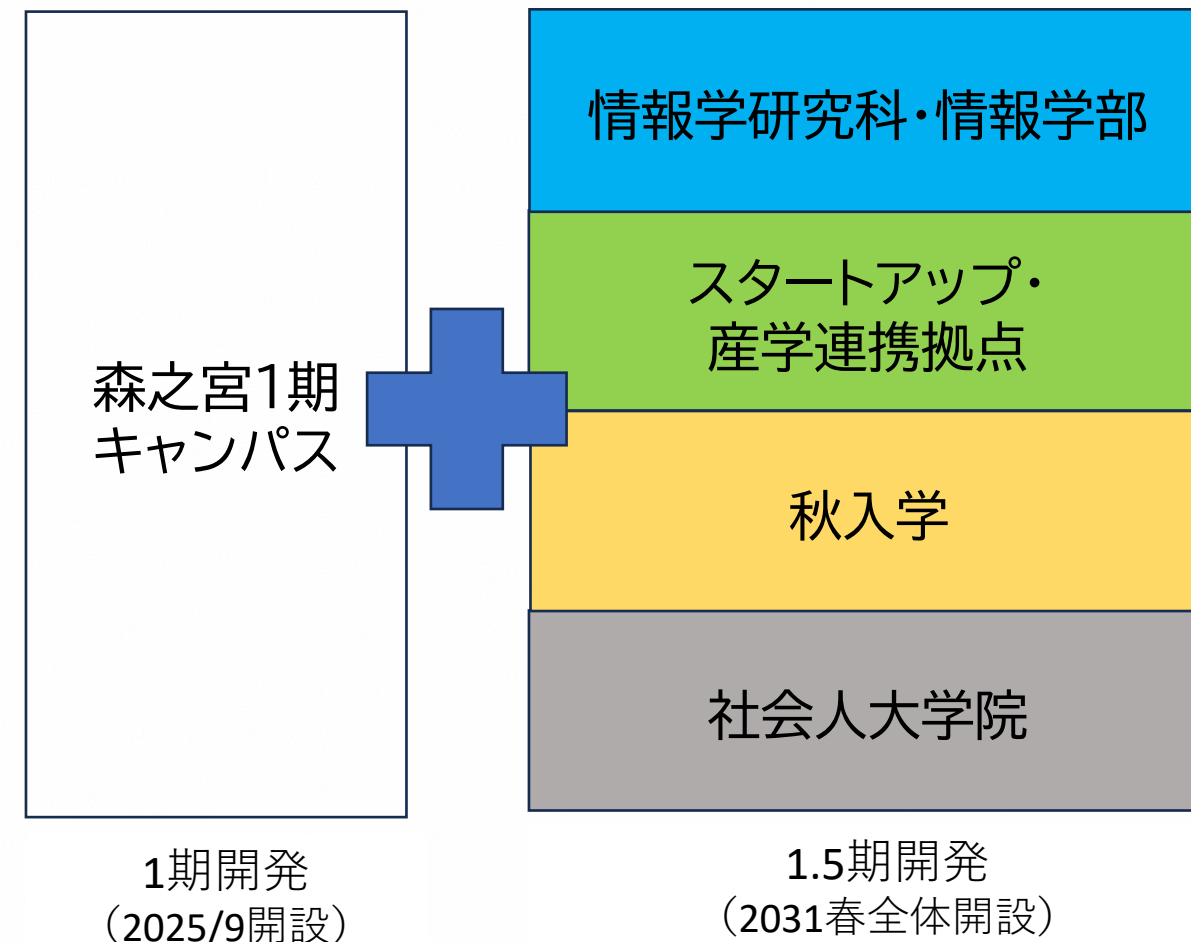 森之宮1期
キャンパス
1期開発
（2025/9開設）
情報学研究科・情報学部
スタートアップ・
産学連携拠点
秋入学
社会人大学院
1.5期開発
（2031春全体開設）